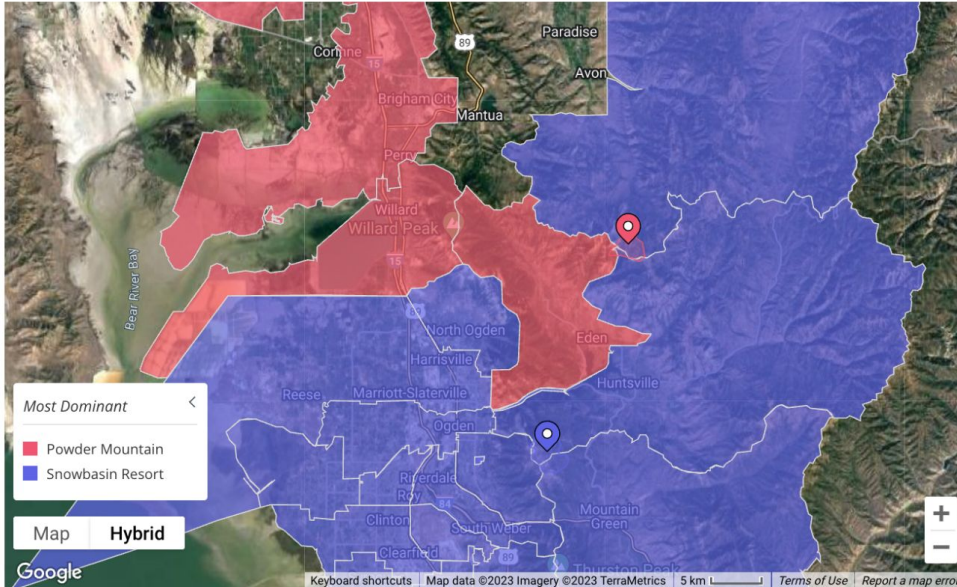 Paradise
Corinne
89
15
Avon
Brigham City
Mantua
Perry
Willard
Willard Peak
15
Bear River Bay
North Ogden
Eden
Harrisville
Huntsville
Reese
Marriott-Slaterville
Ogden
Most Dominant
Powder Mountain
Snowbasin Resort
Riverdale
Roy
84
Mountain
Green
Clinton
South Weber
Map
Hybrid
Clearfield
89
Thurston Peak
Google
Keyboard shortcuts
Map data ©2023 Imagery ©2023 TerraMetrics
5 km
Terms of Use
Report a map erro